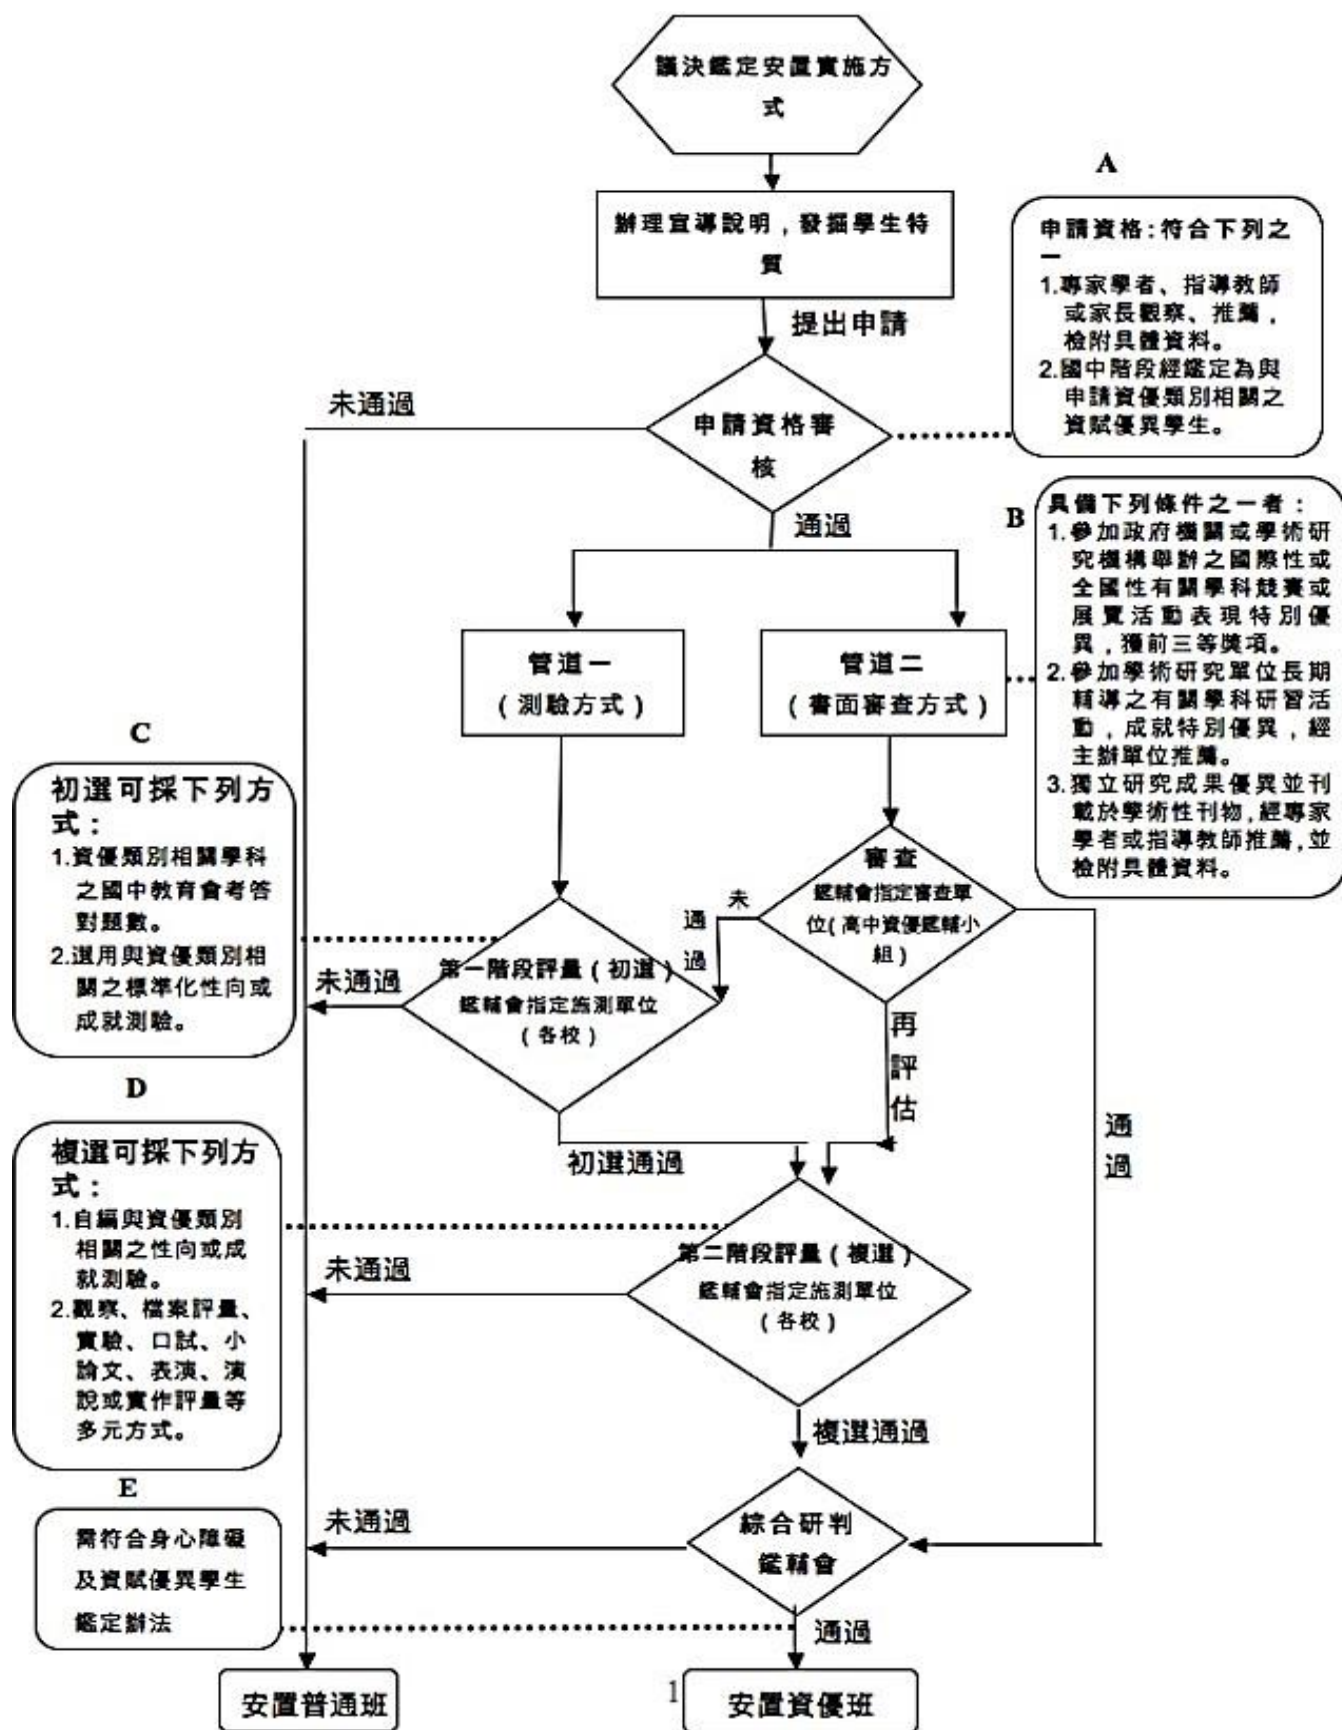 議決鑑定安置實施方
式
A
辦理宣導說明，發掘學生特
質
申請資格：符合下列之
一
1.專家學者、指導教師
或家長觀察、推薦，
檢附具體資料。
2.國中階段經鑑定為與
申請資優類別相關之
資賦優異學生。
提出申請
未通過
申請資格審
核
通過
B
具備下列條件之一者：
1.參加政府機關或學術研
究機構舉辦之國際性或
全國性有關學科競賽或
展覽活動表現特別優
異，獲前三等獎項。
2.參加學術研究單位長期
輔導之有關學科研習活
動，成就特別優異，經
主辦單位推薦。
3.獨立研究成果優異並刊
載於學術性刊物，經專家
學者或指導教師推薦，並
檢附具體資料。
管道一
（測驗方式）
管道二
（書面審查方式）
C
初選可採下列方
式：
1.資優類別相關學科
之國中教育會考答
對題數。
2.選用與資優類別相
關之標準化性向或
成就測驗。
審查
鑑輔會指定審查單
位(高中資優鑑輔小
組)
未
通
過
第一階段評量（初選）
鑑輔會指定施測單位
（各校）
未通過
再
評
估
通
過
初選通過
D
複選可採下列方
式：
1.自編與資優類別
相關之性向或成
就測驗。
2.觀察、檔案評量、
實驗、口試、小
論文、表演、演
說或實作評量等
多元方式。
第二階段評量（複選）
鑑輔會指定施測單位
（各校）
未通過
複選通過
E
需符合身心障礙
及資賦優異學生
鑑定辦法
未通過
綜合研判
鑑輔會
通過
安置普通班
1
安置資優班